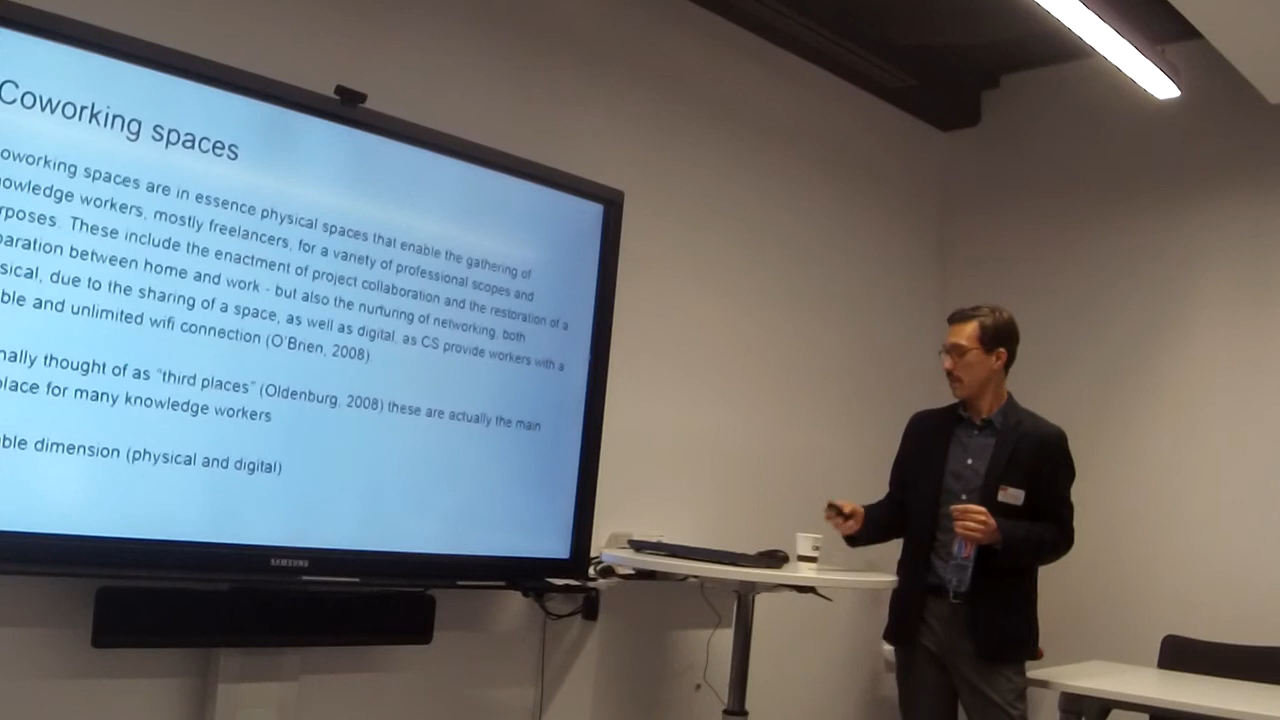 Coworking spaces
oworking spaces are in essence physical spaces that enable the gathering of
owledge workers, mostly freelancers, for a variety of professional scopes and
rposes. These include the enactment of project collaboration and the restoration of a
paration between home and work - but also the nurturing of networking, both
sical, due to the sharing of a space, as well as digital, as CS provide workers with a
ble and unlimited wifi connection (O'Brien, 2008).
nally thought of as "third places" (Oldenburg, 2008) these are actually the main
place for many knowledge workers
ble dimension (physical and digital)
SAMSUNG